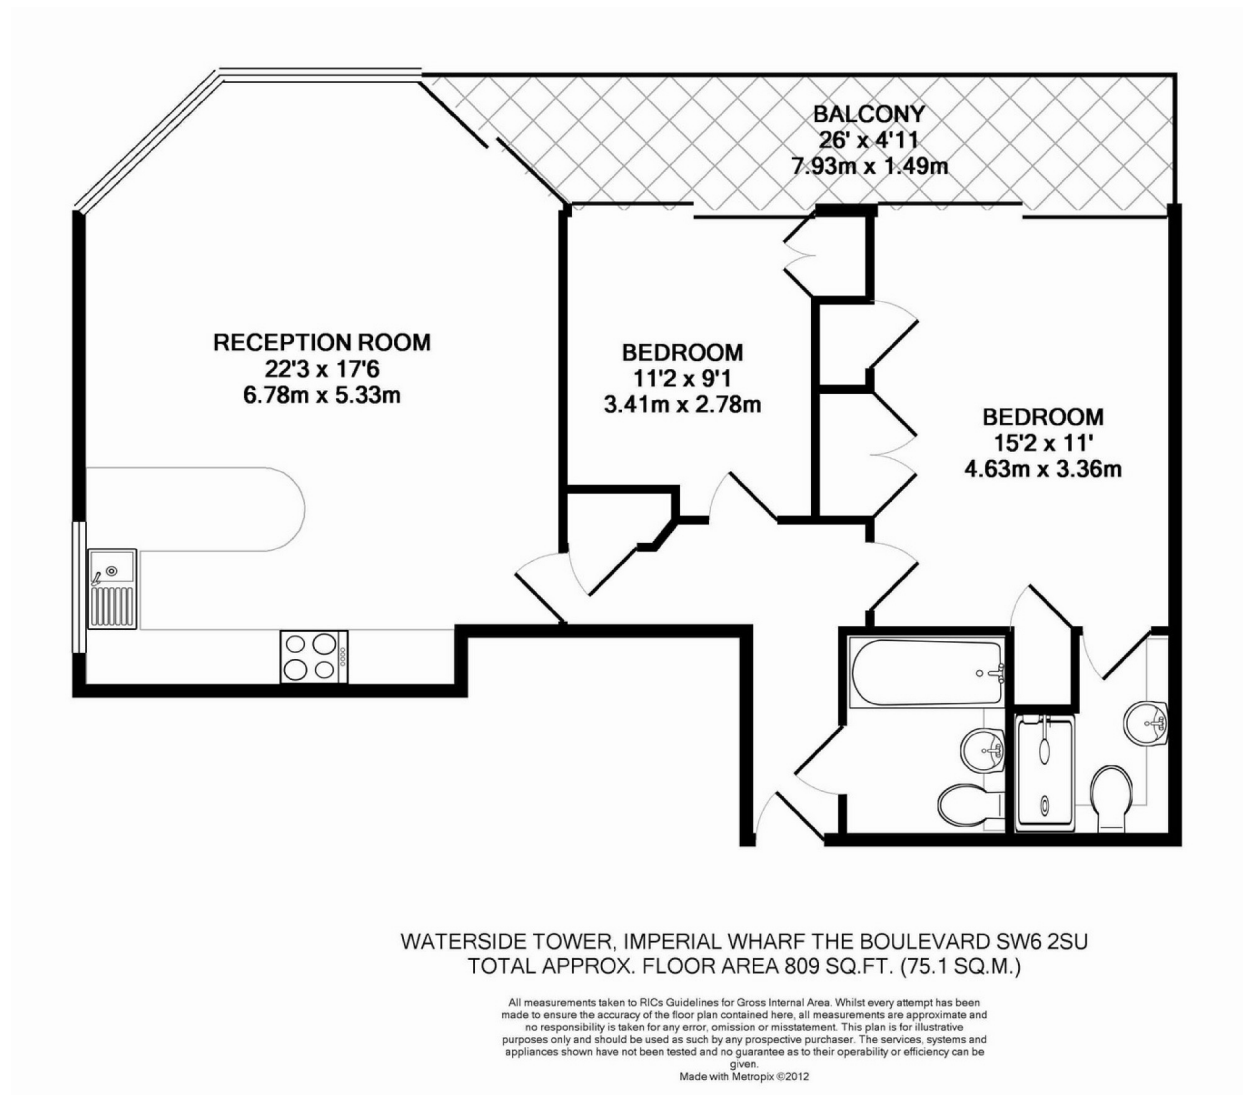 BALCONY
26' x 4'11
7.93m x 1.49m
RECEPTION ROOM
22'3 x 17'6
6.78m x 5.33m
BEDROOM
11'2 x 9'1
3.41m x 2.78m
BEDROOM
15'2 x 11'
4.63m x 3.36m
WATERSIDE TOWER, IMPERIAL WHARF THE BOULEVARD SW6 2SU
TOTAL APPROX. FLOOR AREA 809 SQ.FT. (75.1 SQ.M.)
All measurements taken to RICs Guidelines for Gross Internal Area. Whilst every attempt has been
made to ensure the accuracy of the floor plan contained here, all measurements are approximate and
no responsibility is taken for any error, omission or misstatement. This plan is for illustrative
purposes only and should be used as such by any prospective purchaser. The services, systems and
appliances shown have not been tested and no guarantee as to their operability or efficiency can be
given.
Made with Metropix ©2012